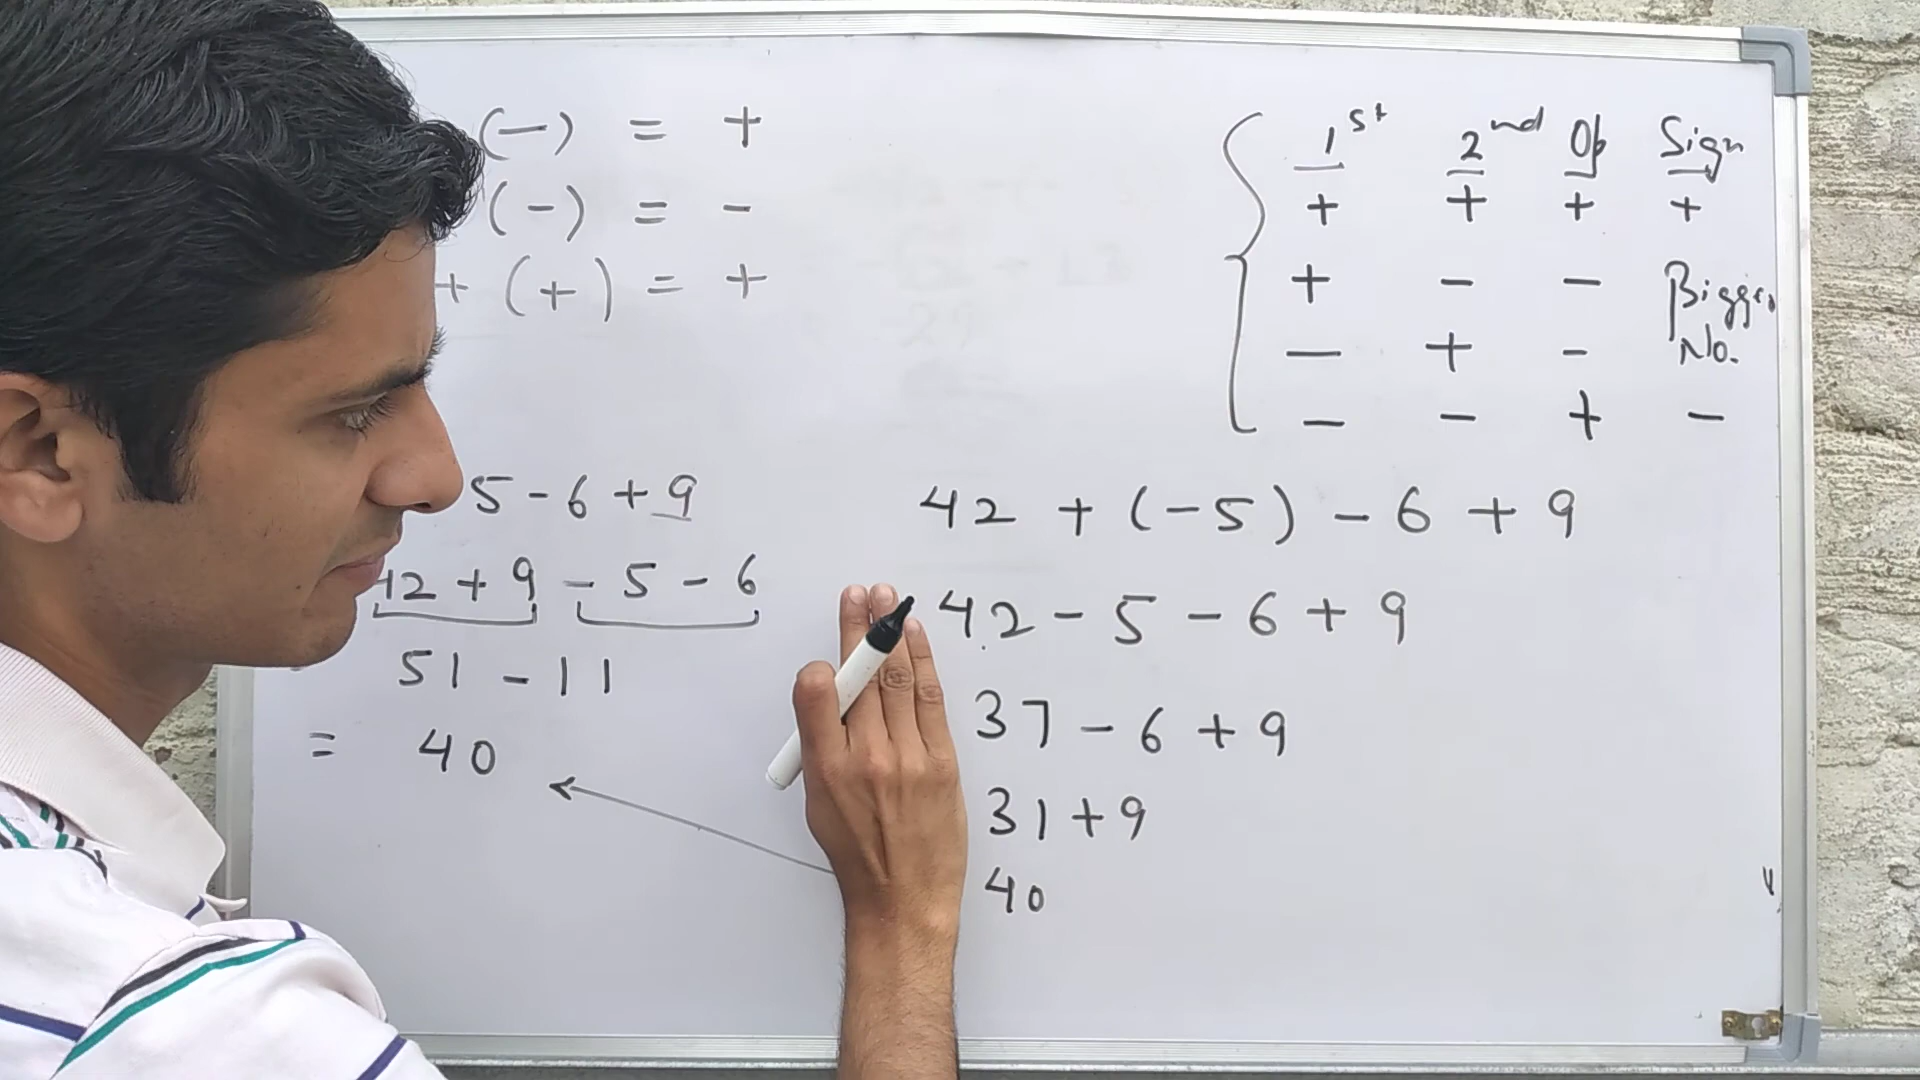 (-) = +
(-) = -
+ (+) = +
5 - 6 + 9
12 + 9 - 5 - 6
51 - 11
= 40
1st 2nd Op Sign
+ + + +
+ - - Bigger
- + - No.
- - + -
42 + (-5) - 6 + 9
42 - 5 - 6 + 9
37 - 6 + 9
31 + 9
40